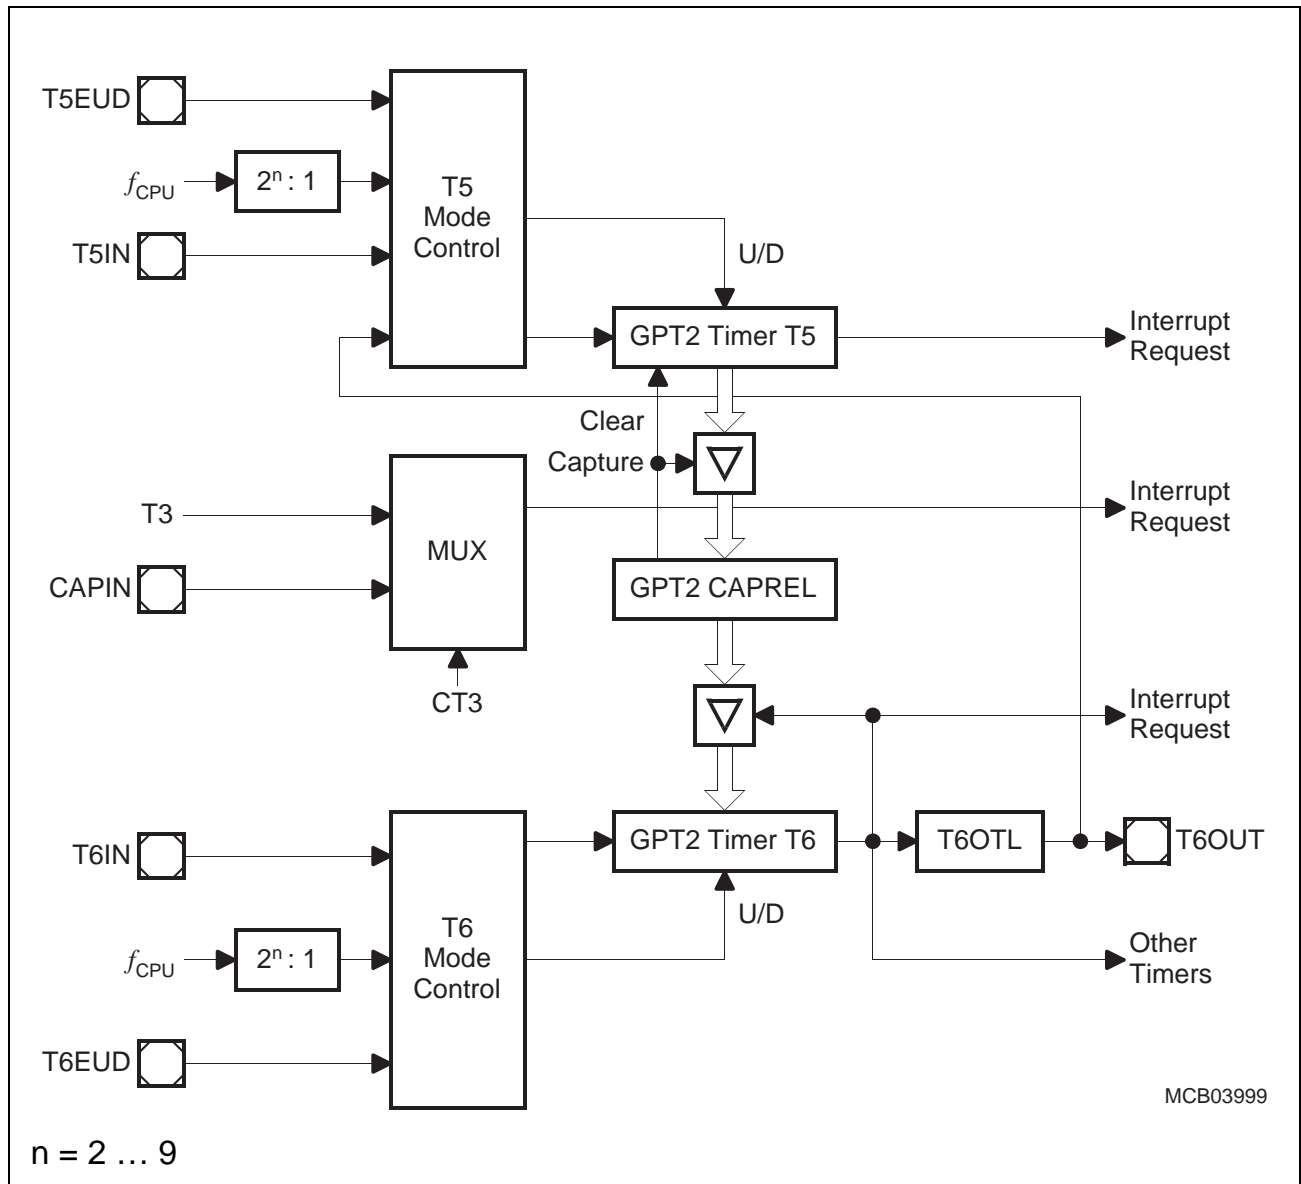 T5EUD
fCPU
2ⁿ : 1
T5IN
T5
Mode
Control
U/D
GPT2 Timer T5
Interrupt
Request
Clear
Capture
T3
CAPIN
MUX
CT3
Interrupt
Request
GPT2 CAPREL
Interrupt
Request
T6IN
fCPU
2ⁿ : 1
T6EUD
T6
Mode
Control
GPT2 Timer T6
U/D
T6OTL
T6OUT
Other
Timers
MCB03999
n = 2 … 9